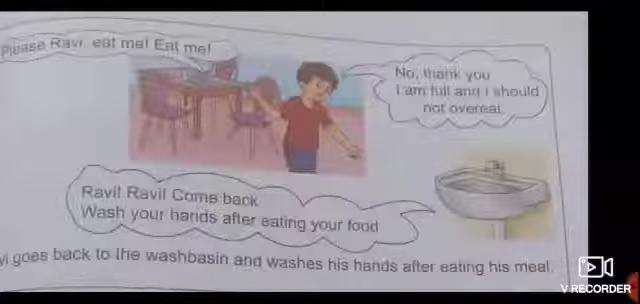 Please Ravi, eat me! Eat me!
No, thank you
I am full and I should
not overeat.
Ravi! Ravi! Come back
Wash your hands after eating your food
vi goes back to the washbasin and washes his hands after eating his meal.
V RECORDER